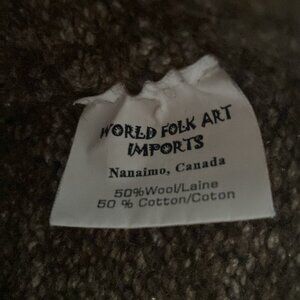 WORLD FOLK ART
IMPORTS
Nanaimo, Canada
50%Wool/Laine
50 % Cotton/Coton